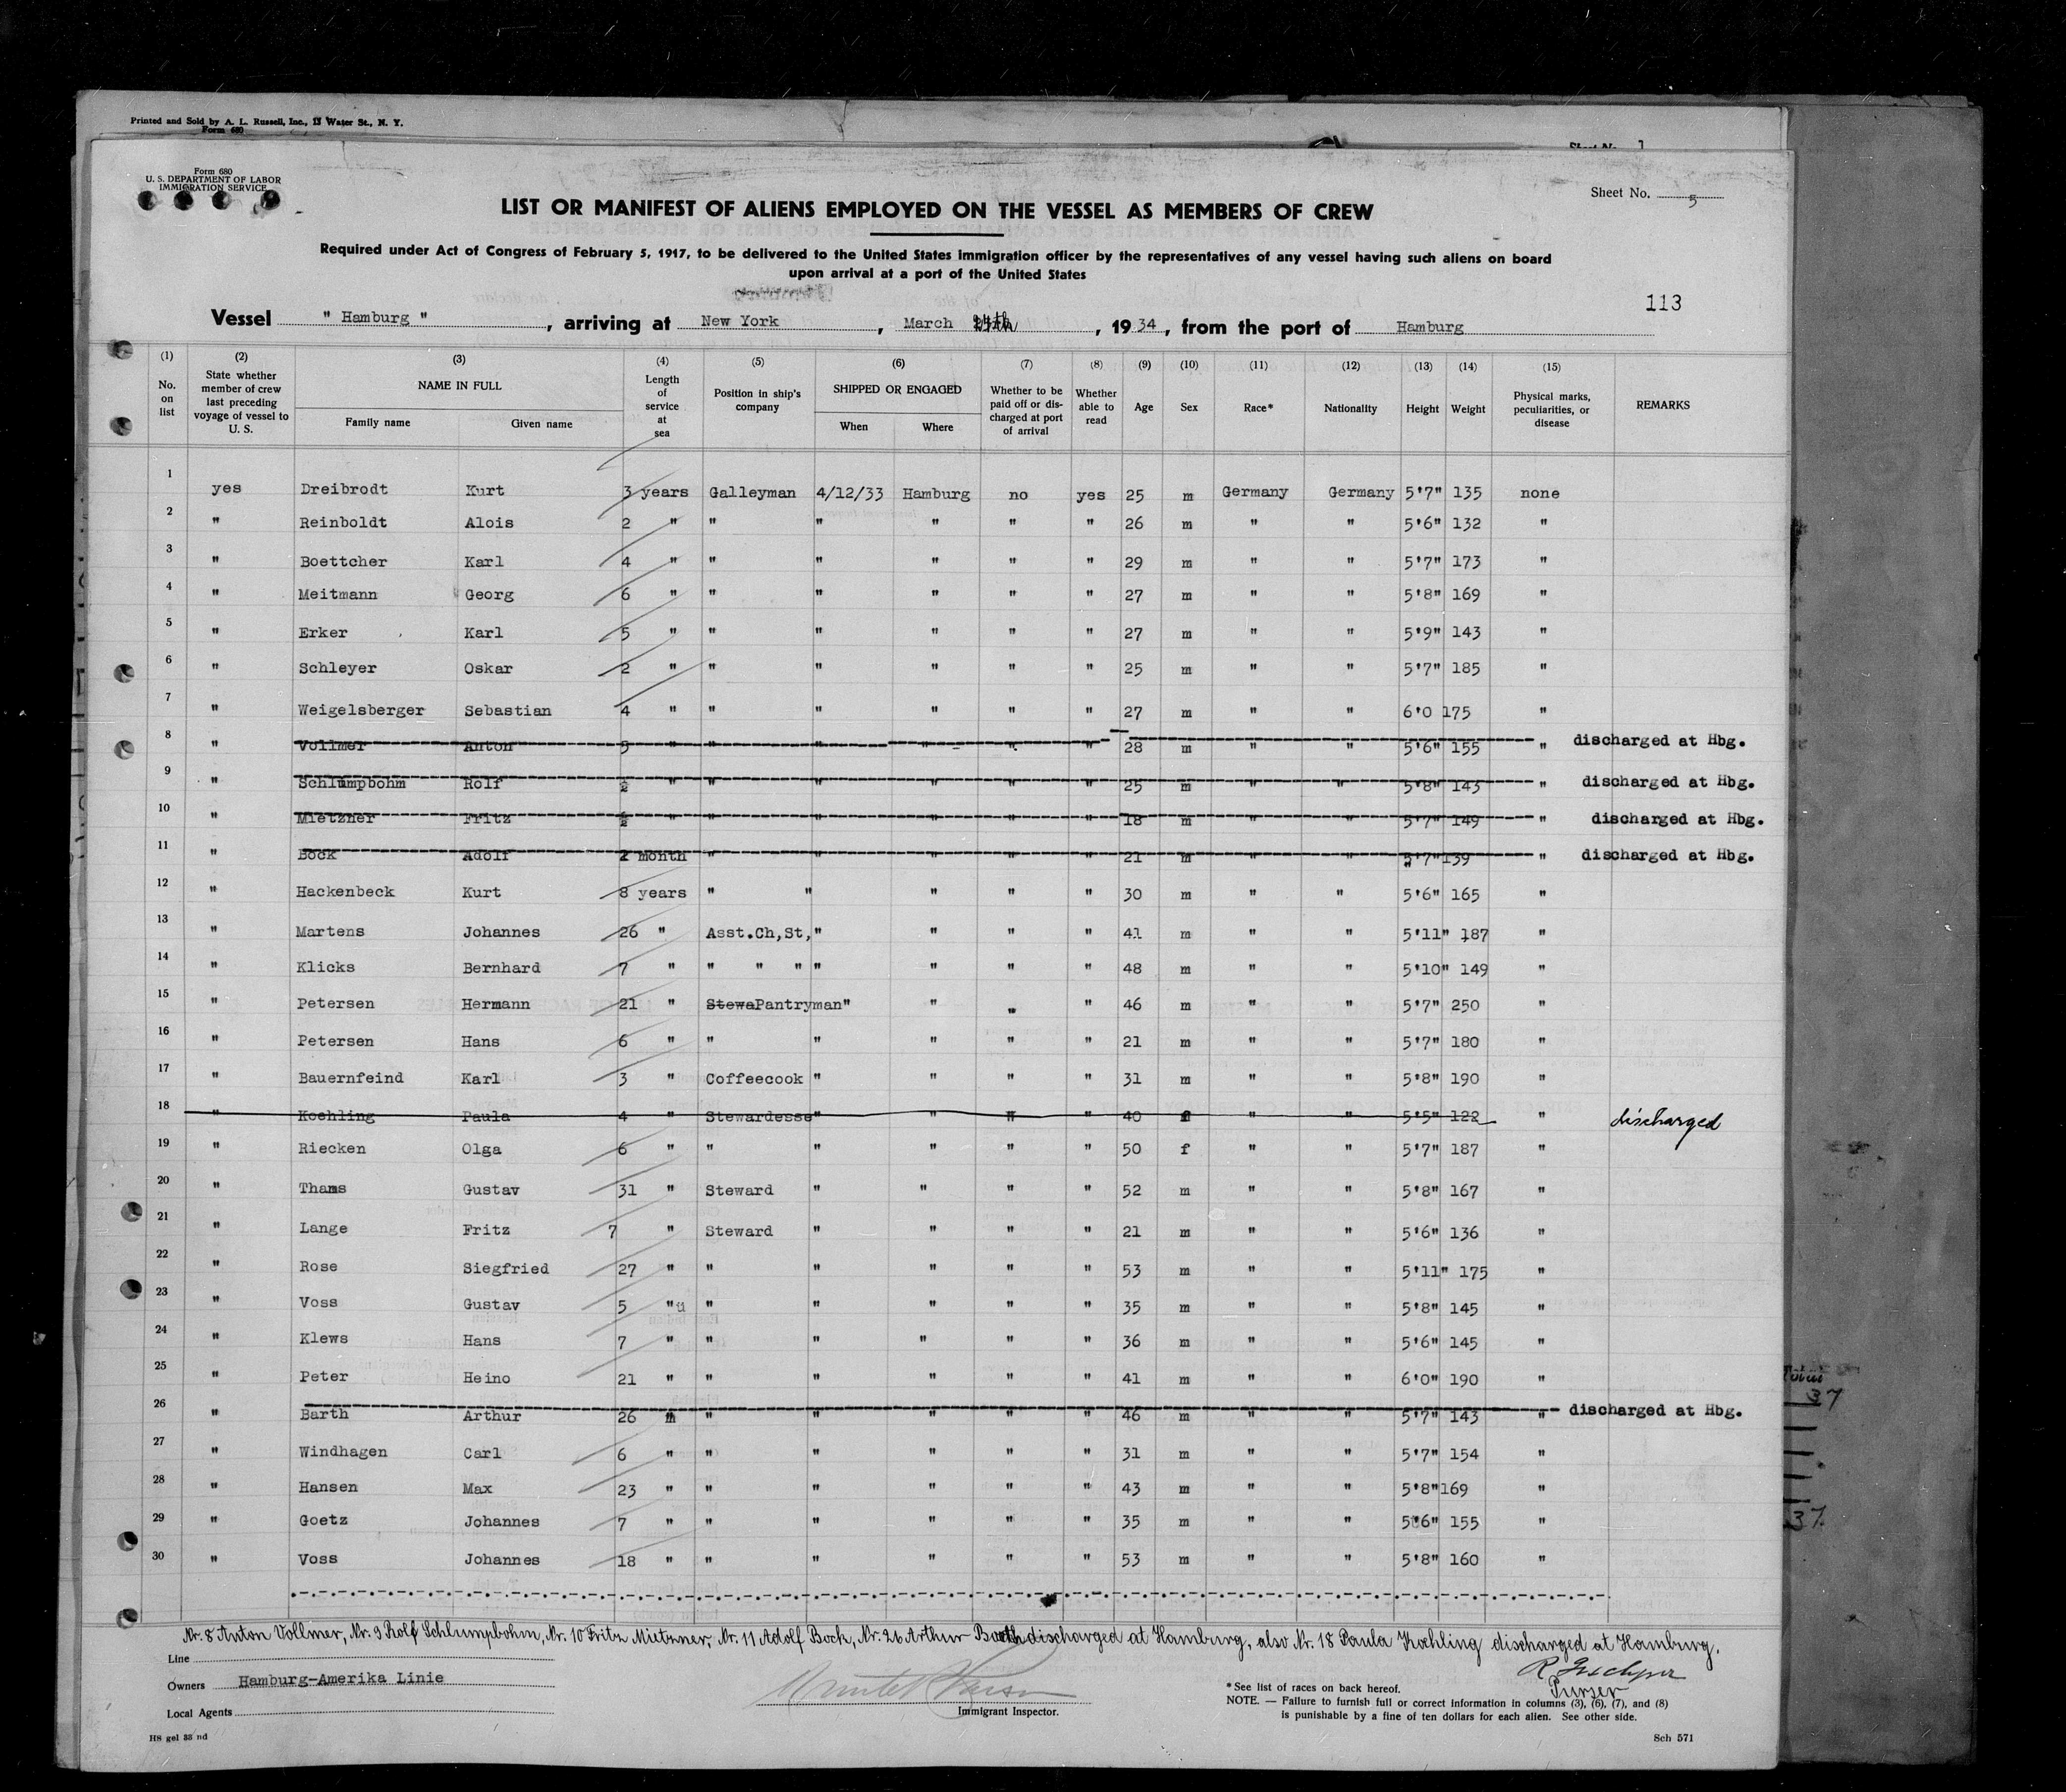 Printed and Sold by A. L. Russell, Inc., 13 Water St., N. Y.
Form 680
Form 680
U. S. DEPARTMENT OF LABOR
IMMIGRATION SERVICE
Sheet No. 5
LIST OR MANIFEST OF ALIENS EMPLOYED ON THE VESSEL AS MEMBERS OF CREW
Required under Act of Congress of February 5, 1917, to be delivered to the United States immigration officer by the representatives of any vessel having such aliens on board
upon arrival at a port of the United States
113
Vessel " Hamburg ", arriving at New York, March 24th, 1934, from the port of Hamburg
(1) No. on list (2) State whether member of crew last preceding voyage of vessel to U. S. (3) NAME IN FULL Family name Given name (4) Length of service at sea (5) Position in ship's company (6) SHIPPED OR ENGAGED When Where (7) Whether to be paid off or discharged at port of arrival (8) Whether able to read (9) Age (10) Sex (11) Race* (12) Nationality (13) Height (14) Weight (15) Physical marks, peculiarities, or disease REMARKS
1 yes Dreibrodt Kurt 3 years Galleyman 4/12/33 Hamburg no yes 25 m Germany Germany 5'7" 135 none
2 " Reinboldt Alois 2 " " " " " " 26 m " " 5'6" 132 "
3 " Boettcher Karl 4 " " " " " " 29 m " " 5'7" 173 "
4 " Meitmann Georg 6 " " " " " " 27 m " " 5'8" 169 "
5 " Erker Karl 5 " " " " " " 27 m " " 5'9" 143 "
6 " Schleyer Oskar 2 " " " " " " 25 m " " 5'7" 185 "
7 " Weigelsberger Sebastian 4 " " " " " " 27 m " " 6'0 175 "
8 " Vollmer Anton 5 " " " " " " 28 m " " 5'6" 155 " discharged at Hbg.
9 " Schlumpbohm Rolf ½ " " " " " " 25 m " " 5'8" 143 " discharged at Hbg.
10 " Mietzner Fritz ½ " " " " " " 18 m " " 5'7" 149 " discharged at Hbg.
11 " Bock Adolf 2 month " " " " " 21 m " " 5'7" 139 " discharged at Hbg.
12 " Hackenbeck Kurt 8 years " " " " " 30 m " " 5'6" 165 "
13 " Martens Johannes 26 " Asst.Ch,St, " " " " 41 m " " 5'11" 187 "
14 " Klicks Bernhard 7 " " " " " " " " 48 m " " 5'10" 149 "
15 " Petersen Hermann 21 " StewaPantryman" " " " 46 m " " 5'7" 250 "
16 " Petersen Hans 6 " " " " " " 21 m " " 5'7" 180 "
17 " Bauernfeind Karl 3 " Coffeecook " " " " 31 m " " 5'8" 190 "
18 " Koehling Paula 4 " Stewardesse" " " " 40 f " " 5'5" 122 " discharged
19 " Riecken Olga 6 " " " " " " 50 f " " 5'7" 187 "
20 " Thams Gustav 31 " Steward " " " " 52 m " " 5'8" 167 "
21 " Lange Fritz 7 " Steward " " " " 21 m " " 5'6" 136 "
22 " Rose Siegfried 27 " " " " " " 53 m " " 5'11" 175 "
23 " Voss Gustav 5 " " " " " " 35 m " " 5'8" 145 "
24 " Klews Hans 7 " " " " " " 36 m " " 5'6" 145 "
25 " Peter Heino 21 " " " " " " 41 m " " 6'0" 190 "
26 " Barth Arthur 26 " " " " " " 46 m " " 5'7" 143 " discharged at Hbg.
27 " Windhagen Carl 6 " " " " " " 31 m " " 5'7" 154 "
28 " Hansen Max 23 " " " " " " 43 m " " 5'8" 169 "
29 " Goetz Johannes 7 " " " " " " 35 m " " 5'6" 155 "
30 " Voss Johannes 18 " " " " " " 53 m " " 5'8" 160 "
Nr. 8 Anton Vollmer, Nr. 9 Rolf Schlumpbohm, Nr. 10 Fritz Mietzner, Nr. 11 Adolf Bock, Nr. 26 Arthur Barth discharged at Hamburg, also Nr. 18 Paula Koehling discharged at Hamburg.
Line
Owners Hamburg-Amerika Linie
Local Agents
Immigrant Inspector.
Purser
*See list of races on back hereof.
NOTE. — Failure to furnish full or correct information in columns (3), (6), (7), and (8)
is punishable by a fine of ten dollars for each alien. See other side.
HS gel 33 nd
Sch 571
37
37